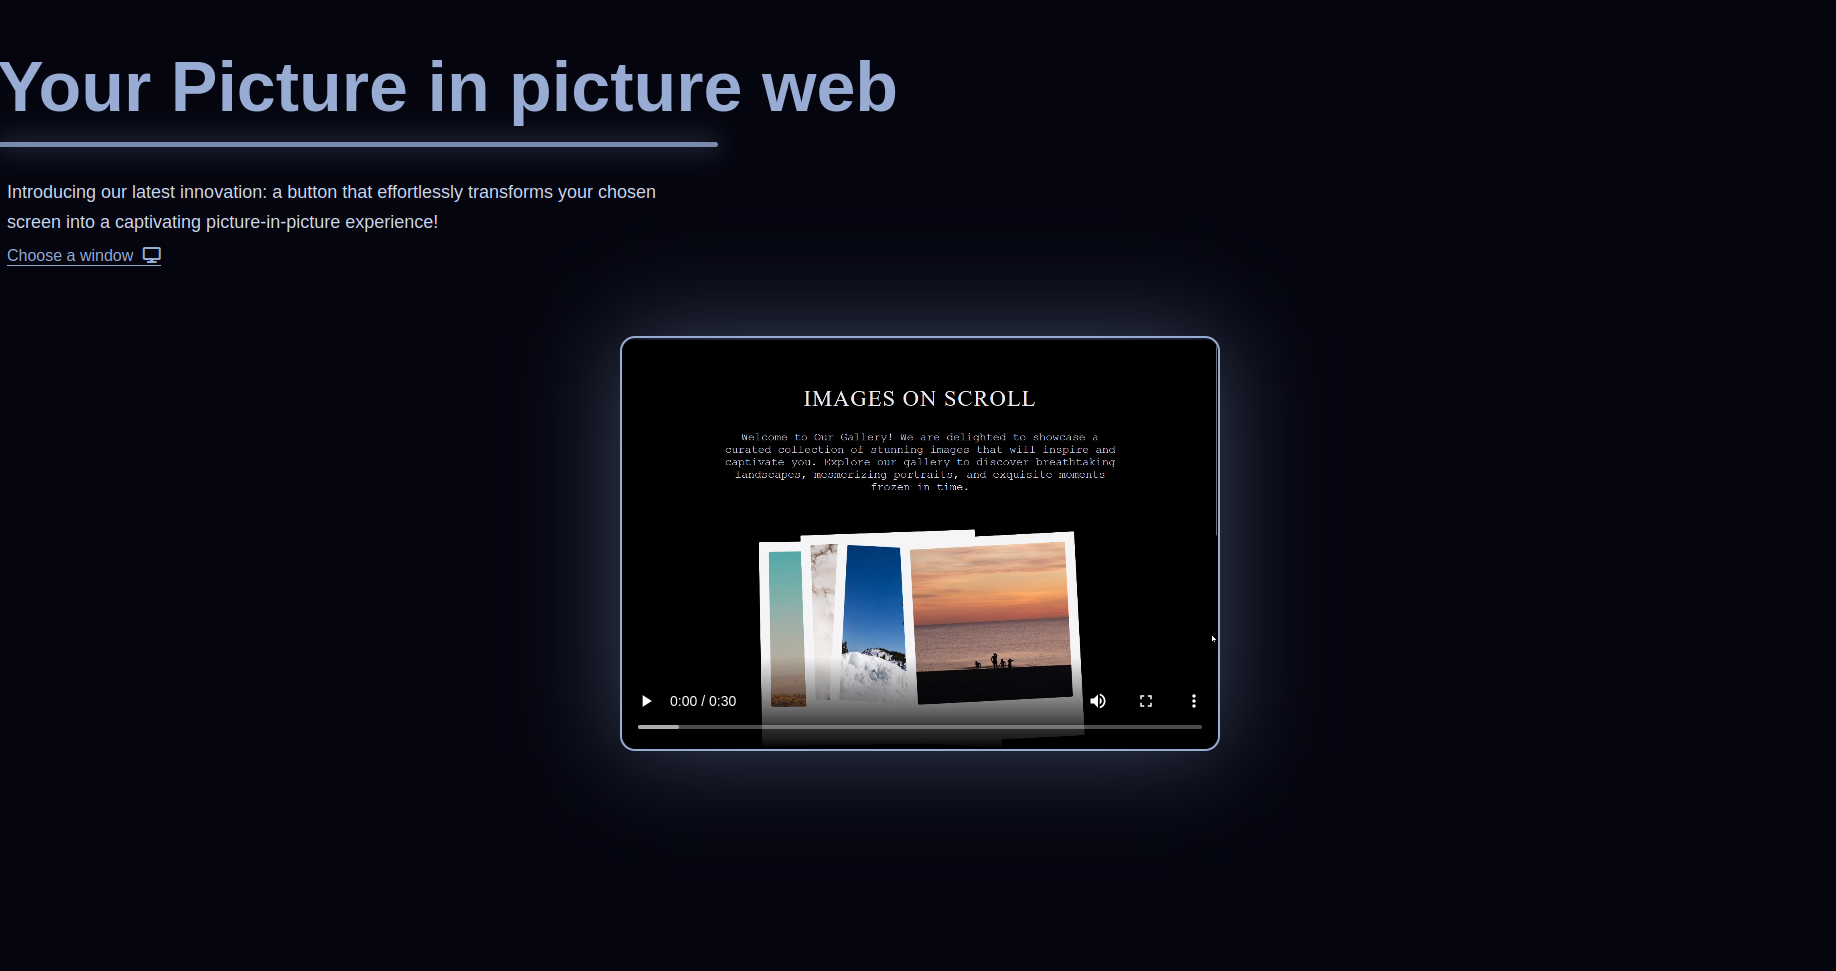 Your Picture in picture web
Introducing our latest innovation: a button that effortlessly transforms your chosen
screen into a captivating picture-in-picture experience!
Choose a window
IMAGES ON SCROLL
Welcome to Our Gallery! We are delighted to showcase a
curated collection of stunning images that will inspire and
captivate you. Explore our gallery to discover breathtaking
landscapes, mesmerizing portraits, and exquisite moments
frozen in time.
0:00 / 0:30